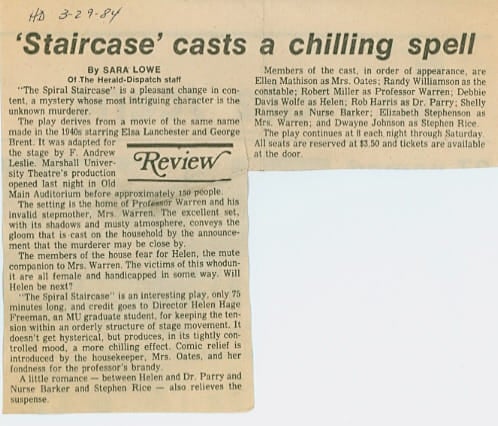 HD 3-29-84
'Staircase' casts a chilling spell
By SARA LOWE
Of The Herald-Dispatch staff
"The Spiral Staircase" is a pleasant change in con-
tent, a mystery whose most intriguing character is the
unknown murderer.
The play derives from a movie of the same name
made in the 1940s starring Elsa Lanchester and George
Brent. It was adapted for
the stage by F. Andrew
Leslie. Marshall Univer-
sity Theatre's production
opened last night in Old
Review
Main Auditorium before approximately 150 people.
The setting is the home of Professor Warren and his
invalid stepmother, Mrs. Warren. The excellent set,
with its shadows and musty atmosphere, conveys the
gloom that is cast on the household by the announce-
ment that the murderer may be close by.
The members of the house fear for Helen, the mute
companion to Mrs. Warren. The victims of this whodun-
it are all female and handicapped in some way. Will
Helen be next?
"The Spiral Staircase" is an interesting play, only 75
minutes long, and credit goes to Director Helen Hage
Freeman, an MU graduate student, for keeping the ten-
sion within an orderly structure of stage movement. It
doesn't get hysterical, but produces, in its tightly con-
trolled mood, a more chilling effect. Comic relief is
introduced by the housekeeper, Mrs. Oates, and her
fondness for the professor's brandy.
A little romance — between Helen and Dr. Parry and
Nurse Barker and Stephen Rice — also relieves the
suspense.
Members of the cast, in order of appearance, are
Ellen Mathison as Mrs. Oates; Randy Williamson as the
constable; Robert Miller as Professor Warren; Debbie
Davis Wolfe as Helen; Rob Harris as Dr. Parry; Shelly
Ramsey as Nurse Barker; Elizabeth Stephenson as
Mrs. Warren; and Dwayne Johnson as Stephen Rice.
The play continues at 8 each night through Saturday.
All seats are reserved at $3.50 and tickets are available
at the door.